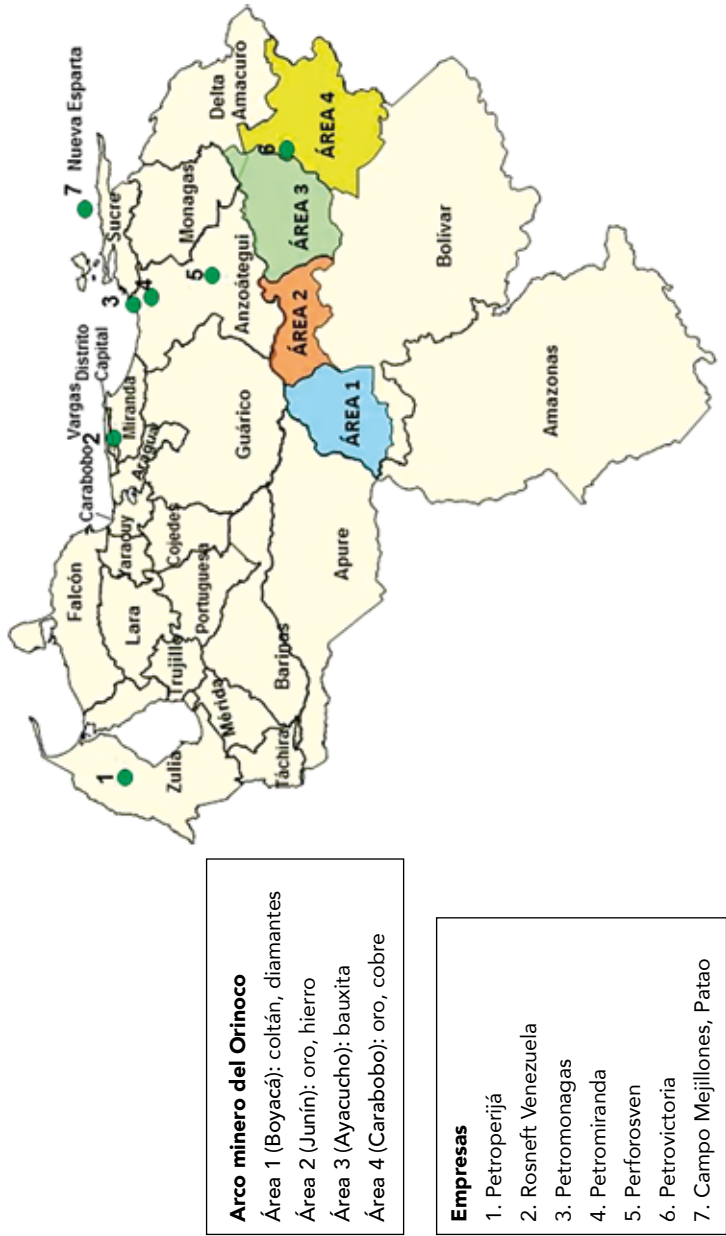 Arco minero del Orinoco
Área 1 (Boyacá): coltán, diamantes
Área 2 (Junín): oro, hierro
Área 3 (Ayacucho): bauxita
Área 4 (Carabobo): oro, cobre
Empresas
1. Petroperijá
2. Rosneft Venezuela
3. Petromonagas
4. Petromiranda
5. Perforosven
6. Petrovictoria
7. Campo Mejillones, Patao
1
Zulia
Falcón
Lara
Trujillo
Mérida
Táchira
Barinas
Portuguesa
Yaracuy
Cojedes
Apure
Carabobo
2
Vargas
Distrito
Capital
Miranda
Aragua
Guárico
3
4
5
Anzoátegui
7
Nueva Esparta
Sucre
Monagas
Delta
Amacuro
6
ÁREA 1
ÁREA 2
ÁREA 3
ÁREA 4
Bolívar
Amazonas